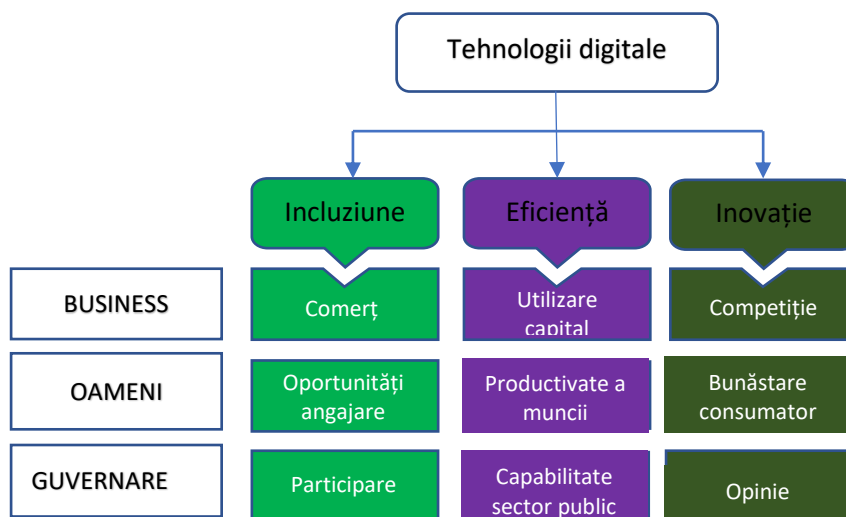 Tehnologii digitale
Incluziune
Eficiență
Inovație
BUSINESS
Comerț
Utilizare
capital
Competiție
OAMENI
Oportunități
angajare
Productivate a
muncii
Bunăstare
consumator
GUVERNARE
Participare
Capabilitate
sector public
Opinie